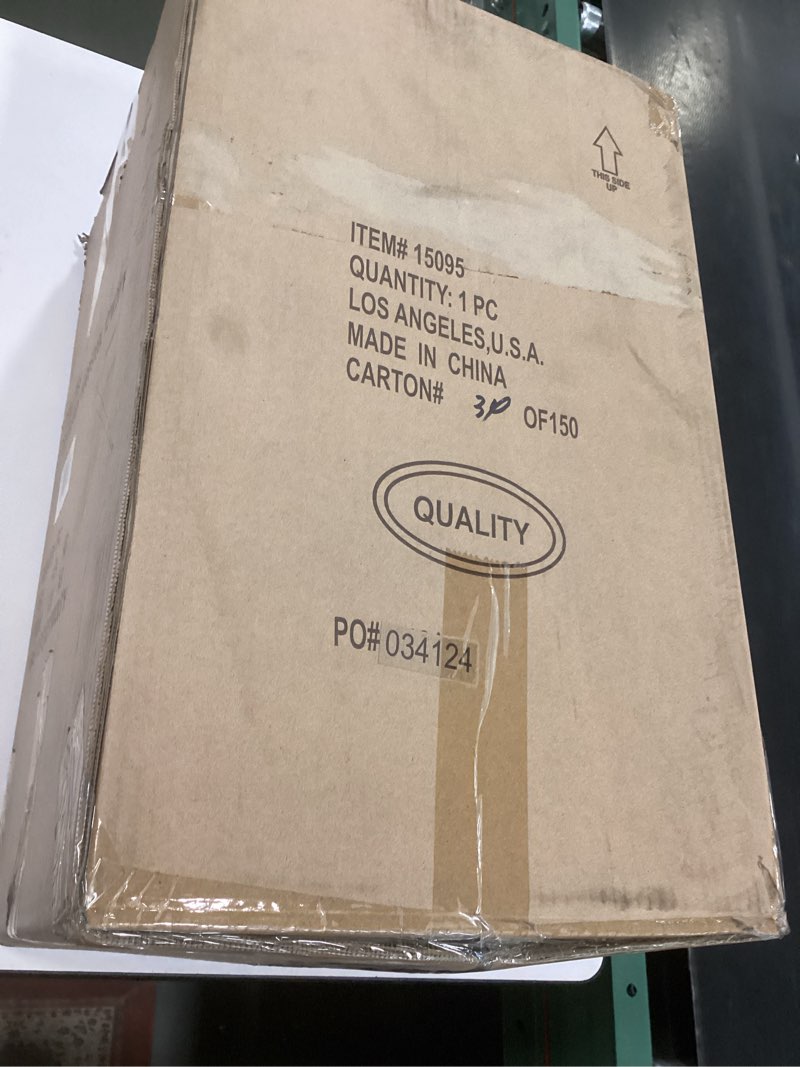 THIS SIDE
UP
ITEM# 15095
QUANTITY: 1 PC
LOS ANGELES,U.S.A.
MADE IN CHINA
CARTON# OF150
QUALITY
PO# 034124